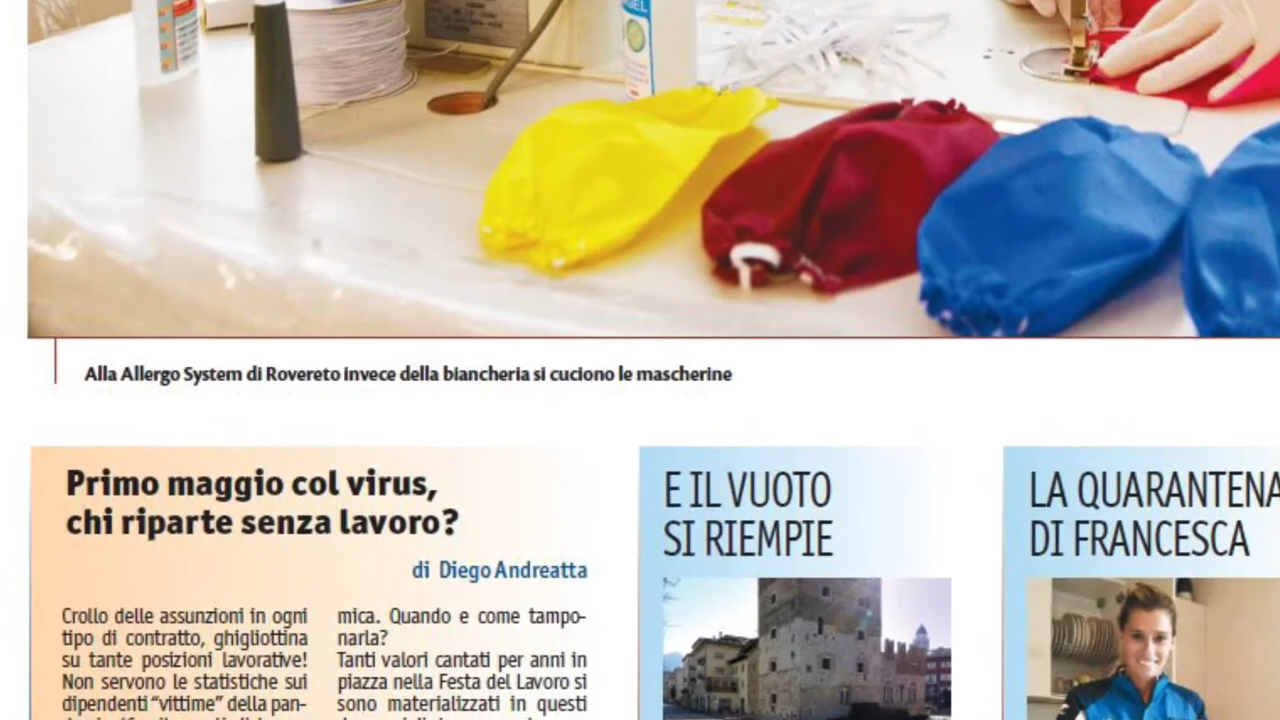 GEL
Alla Allergo System di Rovereto invece della biancheria si cuciono le mascherine
Primo maggio col virus,
chi riparte senza lavoro?
di Diego Andreatta
Crollo delle assunzioni in ogni
tipo di contratto, ghigliottina
su tante posizioni lavorative!
Non servono le statistiche sui
dipendenti “vittime” della pan-
mica. Quando e come tampo-
narla?
Tanti valori cantati per anni in
piazza nella Festa del Lavoro si
sono materializzati in questi
E IL VUOTO
SI RIEMPIE
LA QUARANTENA
DI FRANCESCA